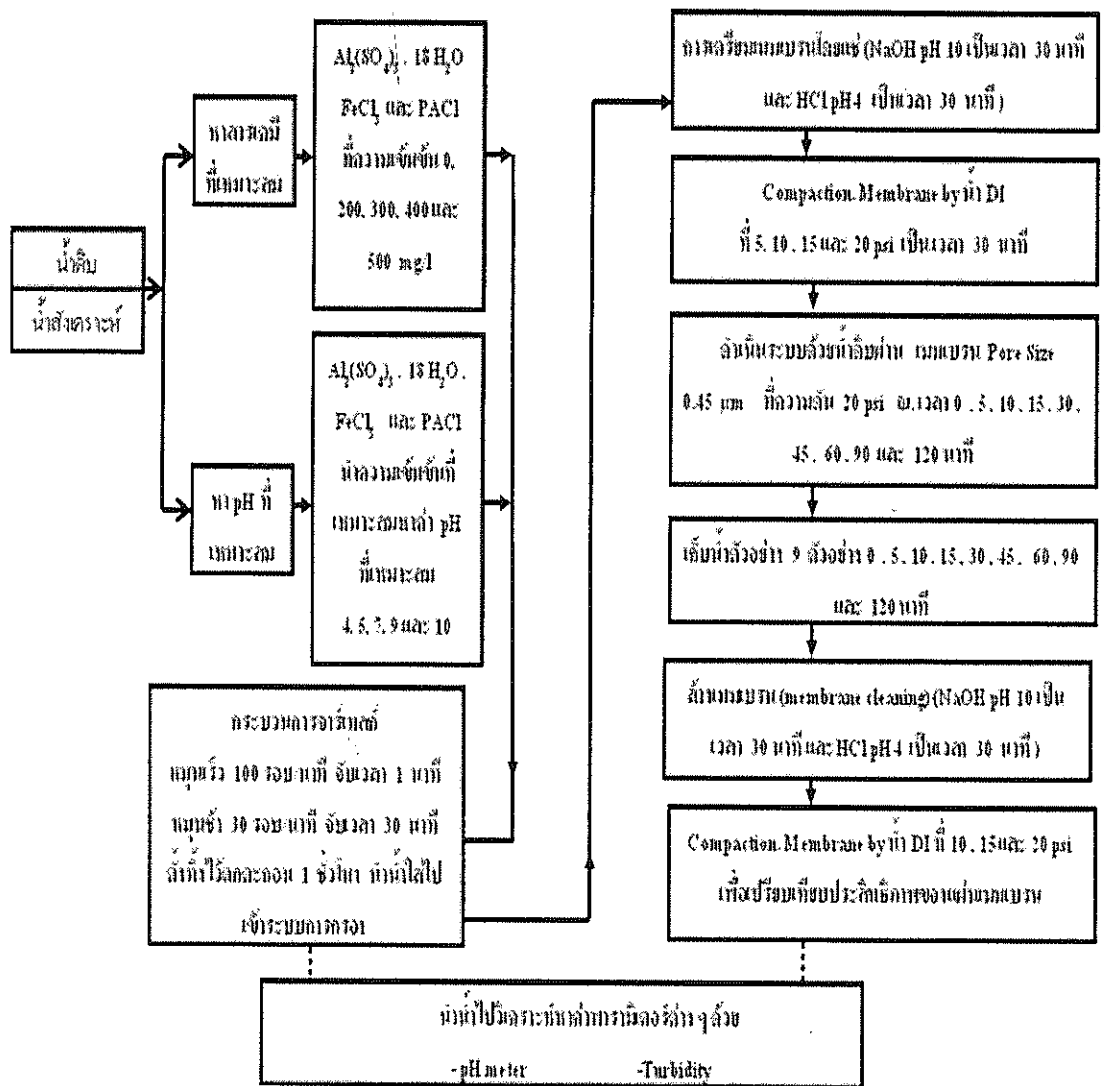 น้ำดิบ
น้ำสังเคราะห์
หาสารเคมี
ที่เหมาะสม
Al₂(SO₄)₃ . 18 H₂O
FeCl₃ และ PACl
ที่ความเข้มข้น 0,
200, 300, 400 และ
500 mg/l
หา pH ที่
เหมาะสม
Al₂(SO₄)₃ . 18 H₂O.
FeCl₃ และ PACl
นำความเข้มข้นที่
เหมาะสมหาค่า pH
ที่เหมาะสม
และ 10
กระบวนการจาร์เทสต์
หมุนเร็ว 100 รอบ/นาที จับเวลา 1 นาที
หมุนช้า 30 รอบ/นาที จับเวลา 30 นาที
ตั้งทิ้งไว้ตกตะกอน 1 ชั่วโมง นำน้ำใสไป
เข้าระบบการกรอง
การเตรียมเมมเบรนโดยแช่ (NaOH pH 10 เป็นเวลา 30 นาที
และ HCl pH 4 เป็นเวลา 30 นาที)
Compaction Membrane by น้ำ DI
ที่ 5, 10, 15 และ 20 psi เป็นเวลา 30 นาที
ดำเนินระบบด้วยน้ำดิบผ่าน เมมเบรน Pore Size
0.45 μm ที่ความดัน 20 psi ณ.เวลา 0, 5, 10, 15, 30,
45, 60, 90 และ 120 นาที
เก็บน้ำตัวอย่าง 9 ตัวอย่าง 0, 5, 10, 15, 30, 45, 60, 90
และ 120 นาที
ล้างเมมเบรน (membrane cleaning) (NaOH pH 10 เป็น
เวลา 30 นาที และ HCl pH 4 เป็นเวลา 30 นาที)
Compaction Membrane by น้ำ DI ที่ 10, 15 และ 20 psi
เพื่อเปรียบเทียบประสิทธิภาพของแผ่นเมมเบรน
นำน้ำไปวิเคราะห์หาค่าพารามิเตอร์ต่าง ๆ ด้วย
-pH meter -Turbidity